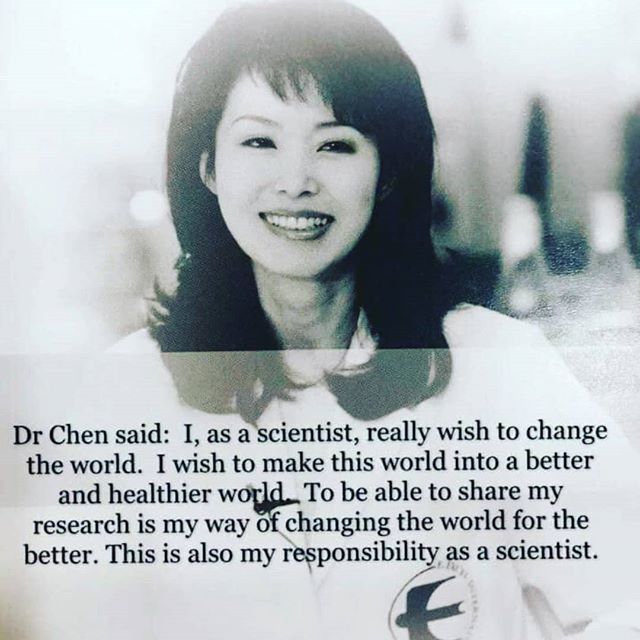 Dr Chen said:  I, as a scientist, really wish to change
the world.  I wish to make this world into a better
and healthier world.  To be able to share my
research is my way of changing the world for the
better. This is also my responsibility as a scientist.